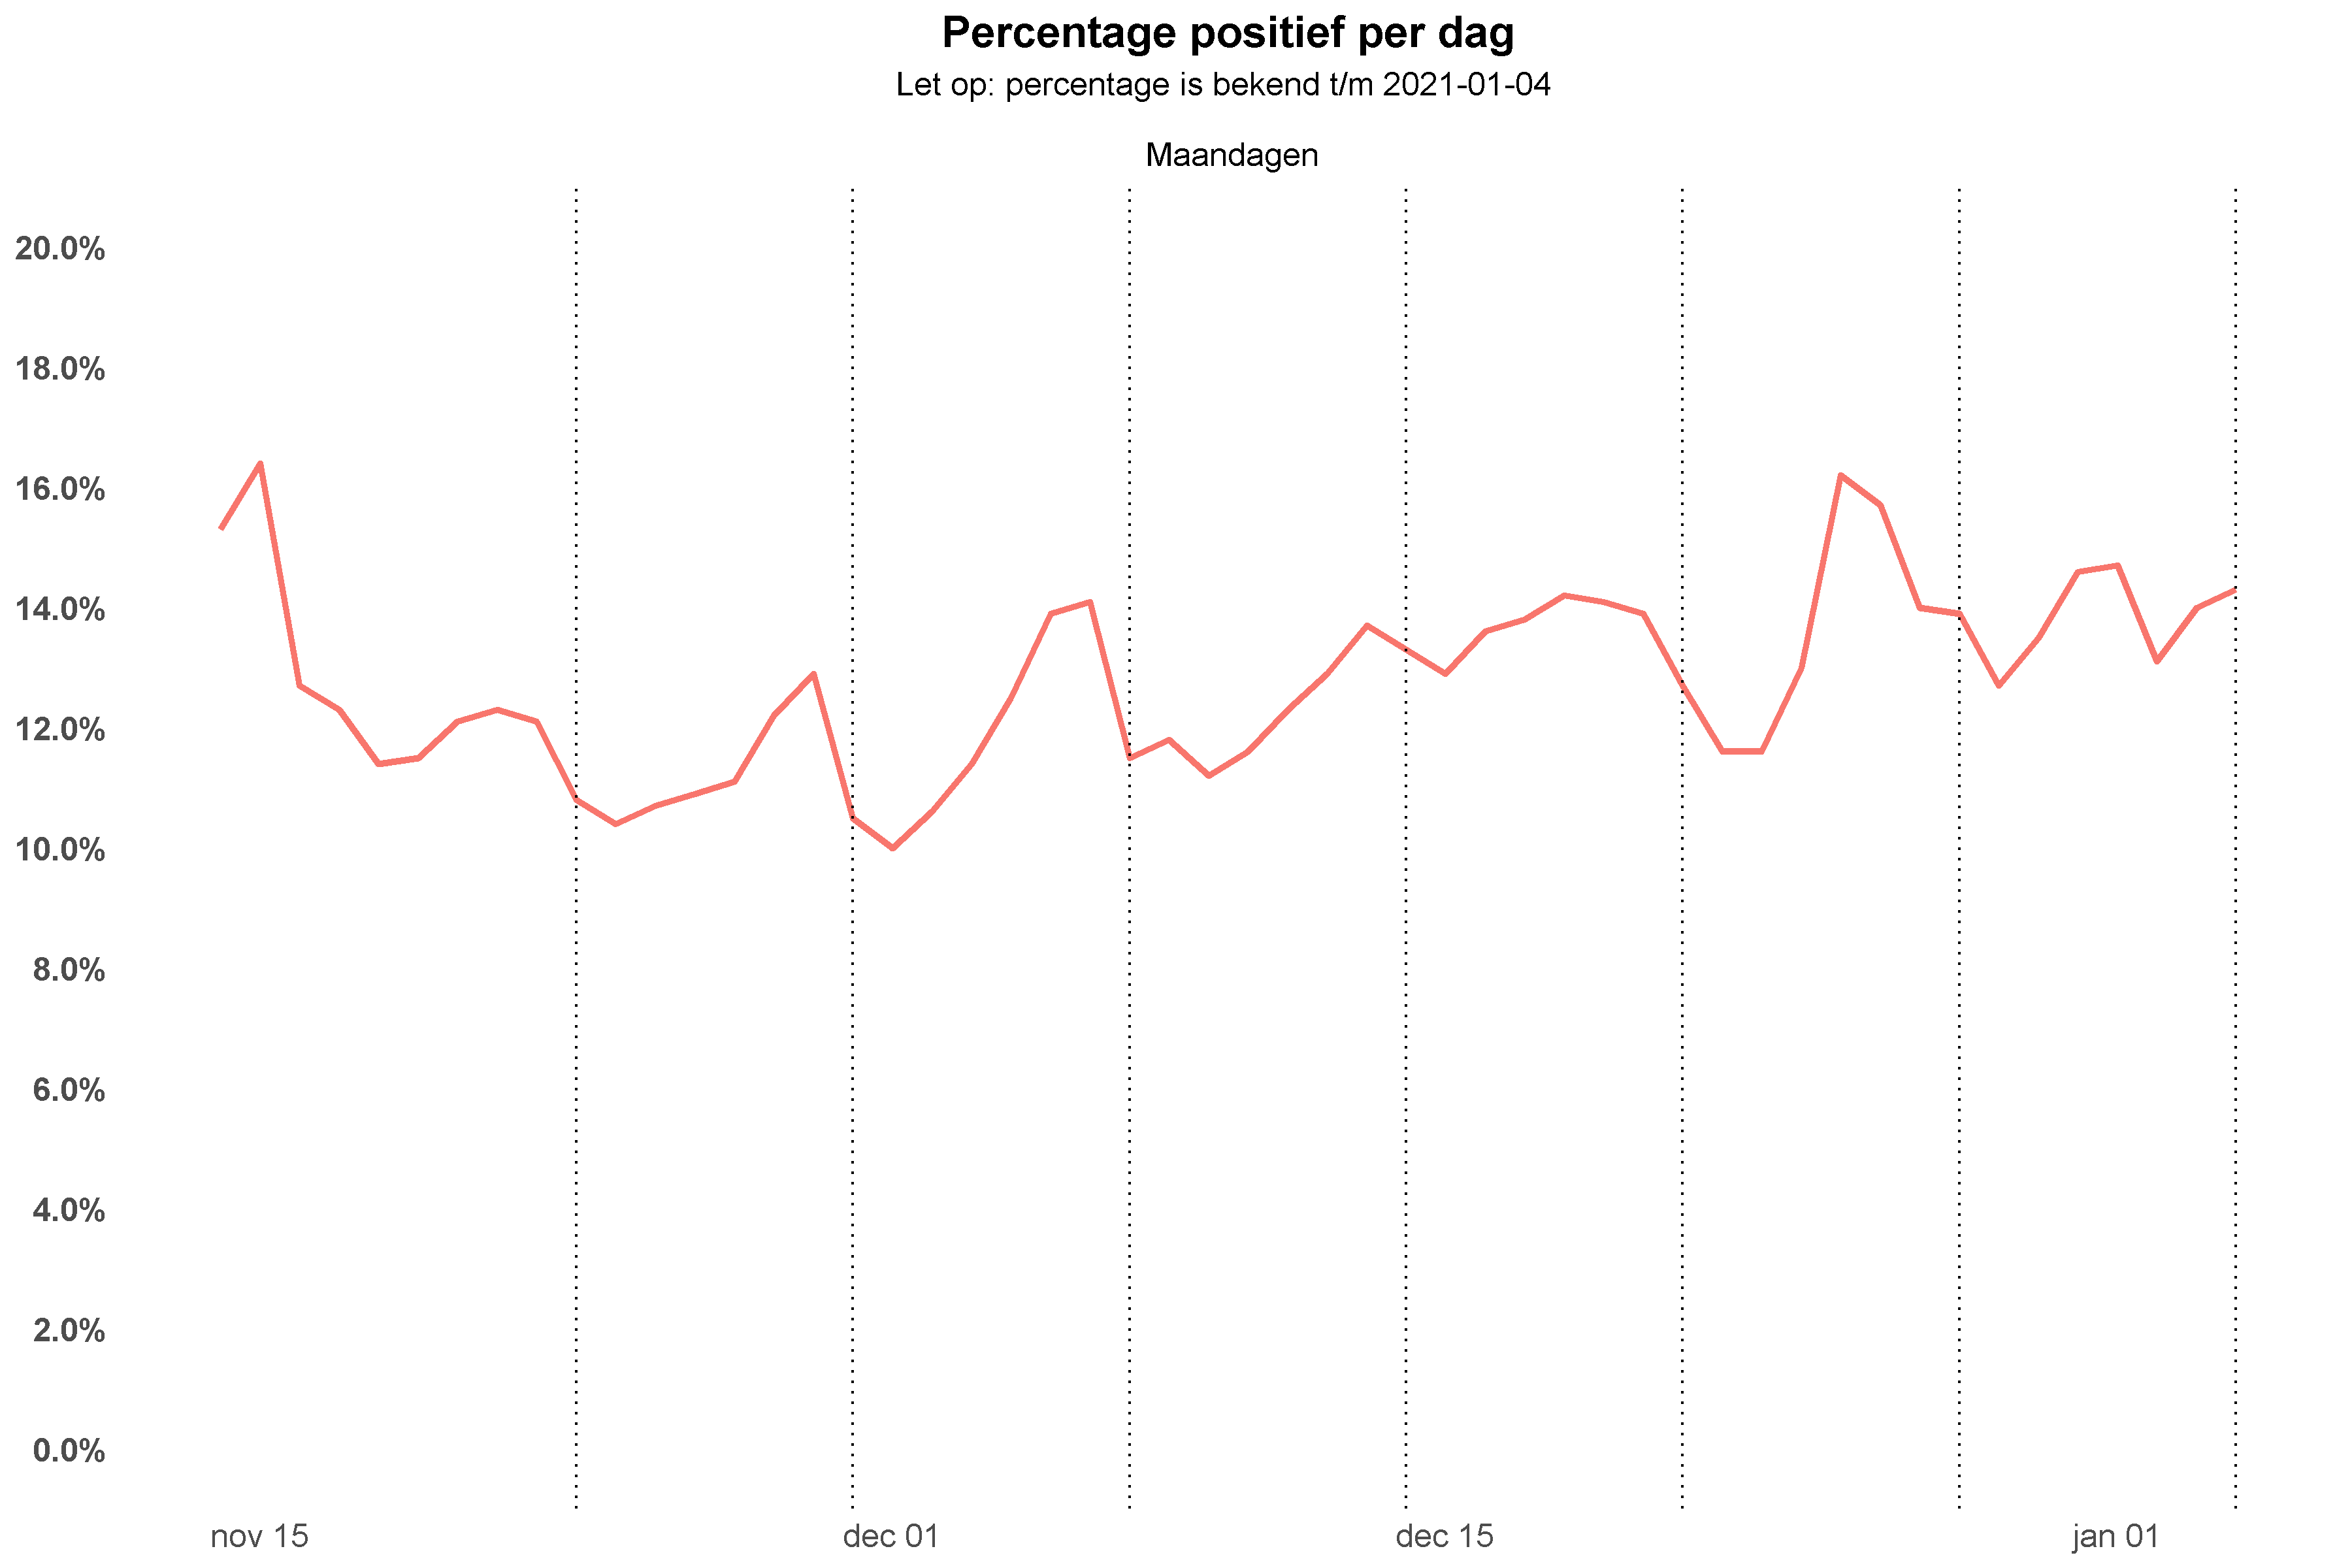 Percentage positief per dag
Let op: percentage is bekend t/m 2021-01-04
Maandagen
20.0%
18.0%
16.0%
14.0%
12.0%
10.0%
8.0%
6.0%
4.0%
2.0%
0.0%
nov 15
dec 01
dec 15
jan 01